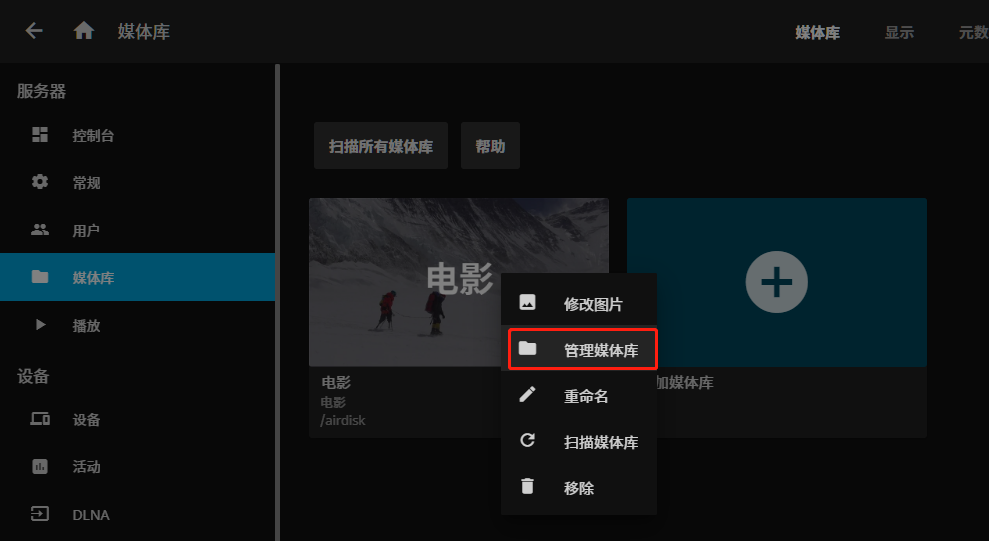 媒体库
媒体库 显示 元数
服务器
控制台
常规
用户
媒体库
播放
设备
设备
活动
DLNA
扫描所有媒体库 帮助
电影
电影
电影
/airdisk
加媒体库
修改图片
管理媒体库
重命名
扫描媒体库
移除